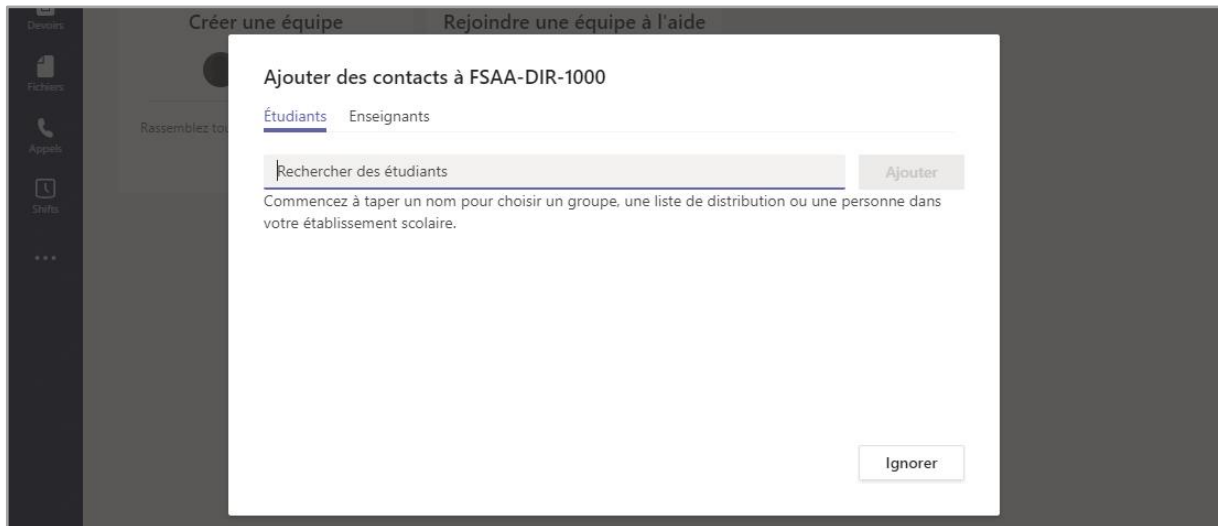 Devoirs
Fichiers
Appels
Shifts
Créer une équipe
Rejoindre une équipe à l'aide
Rassemblez tou
Ajouter des contacts à FSAA-DIR-1000
Étudiants Enseignants
Rechercher des étudiants
Ajouter
Commencez à taper un nom pour choisir un groupe, une liste de distribution ou une personne dans
votre établissement scolaire.
Ignorer